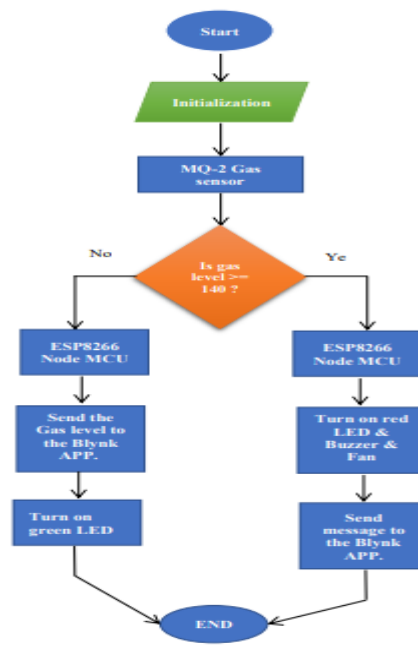 Start
Initialization
MQ-2 Gas
sensor
Is gas
level >=
140 ?
No
Ye
ESP8266
Node MCU
ESP8266
Node MCU
Send the
Gas level to
the Blynk
APP.
Turn on red
LED &
Buzzer &
Fan
Turn on
green LED
Send
message to
the Blynk
APP.
END